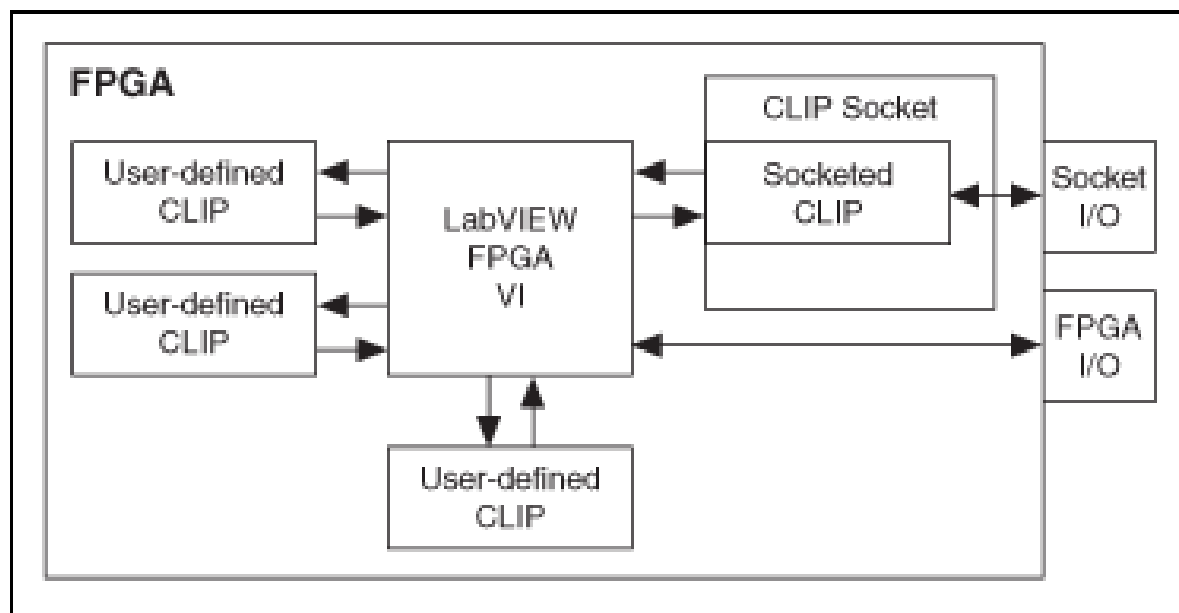 FPGA
User-defined
CLIP
User-defined
CLIP
LabVIEW
FPGA
VI
User-defined
CLIP
CLIP Socket
Socketed
CLIP
Socket
I/O
FPGA
I/O